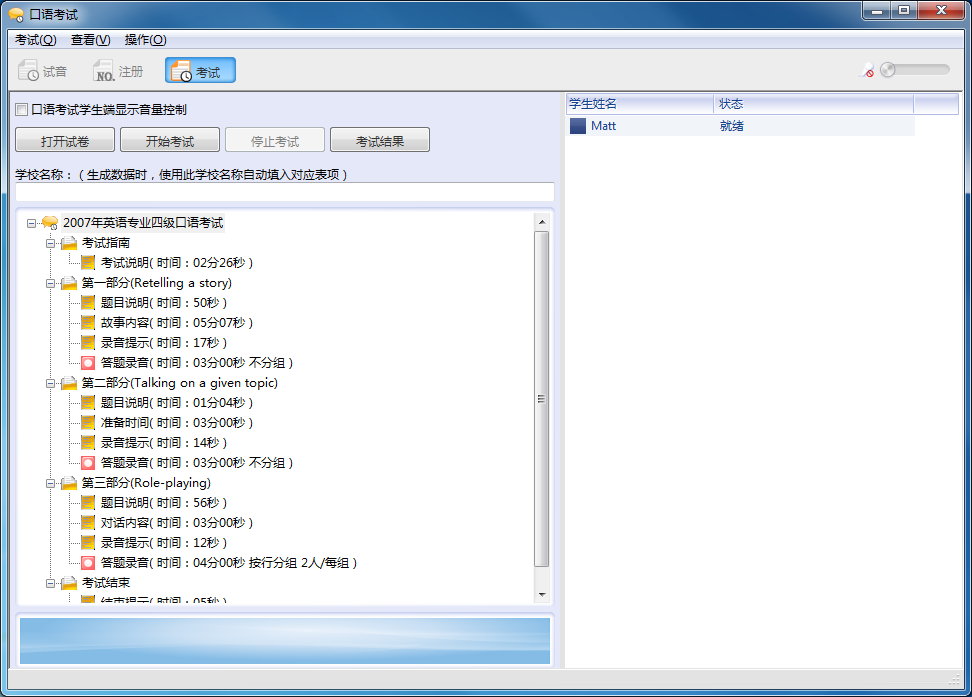 口语考试
考试(Q) 查看(V) 操作(O)
试音 NO. 注册 考试
口语考试学生端显示音量控制
打开试卷 开始考试 停止考试 考试结果
学校名称：（生成数据时，使用此学校名称自动填入对应表项）
2007年英语专业四级口语考试
考试指南
考试说明( 时间：02分26秒 )
第一部分(Retelling a story)
题目说明( 时间：50秒 )
故事内容( 时间：05分07秒 )
录音提示( 时间：17秒 )
答题录音( 时间：03分00秒 不分组 )
第二部分(Talking on a given topic)
题目说明( 时间：01分04秒 )
准备时间( 时间：03分00秒 )
录音提示( 时间：14秒 )
答题录音( 时间：03分00秒 不分组 )
第三部分(Role-playing)
题目说明( 时间：56秒 )
对话内容( 时间：03分00秒 )
录音提示( 时间：12秒 )
答题录音( 时间：04分00秒 按行分组 2人/每组 )
考试结束
结束提示( 时间：05秒 )
学生姓名 状态
Matt 就绪